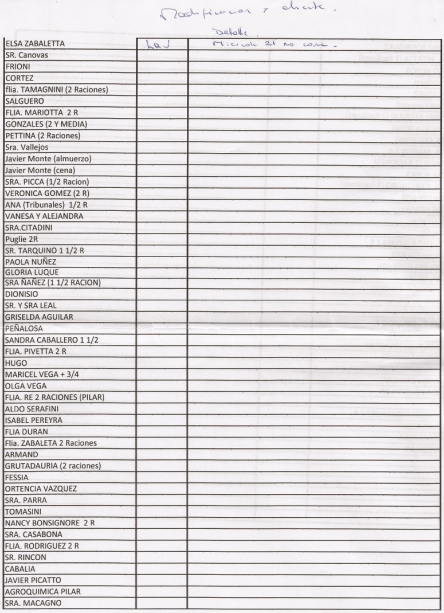 Detalle
ELSA ZABALETTA
SR. Canovas
FRIONI
CORTEZ
flia. TAMAGNINI (2 Raciones)
SALGUERO
FLIA. MARIOTTA 2 R
GONZALES (2 Y MEDIA)
PETTINA (2 Raciones)
Sra. Vallejos
Javier Monte (almuerzo)
Javier Monte (cena)
SRA. PICCA (1/2 Racion)
VERONICA GOMEZ (2 R)
ANA (Tribunales) 1/2 R
VANESA Y ALEJANDRA
SRA.CITADINI
Puglie 2R
SR. TARQUINO 1 1/2 R
PAOLA NUÑEZ
GLORIA LUQUE
SRA ÑAÑEZ (1 1/2 RACION)
DIONISIO
SR. Y SRA LEAL
GRISELDA AGUILAR
PEÑALOSA
SANDRA CABALLERO 1 1/2
FLIA. PIVETTA 2 R
HUGO
MARICEL VEGA + 3/4
OLGA VEGA
FLIA. RE 2 RACIONES (PILAR)
ALDO SERAFINI
ISABEL PEREYRA
FLIA DURAN
Flia. ZABALETA 2 Raciones
ARMAND
GRUTADAURIA (2 raciones)
FESSIA
ORTENCIA VAZQUEZ
SRA. PARRA
TOMASINI
NANCY BONSIGNORE 2 R
SRA. CASABONA
FLIA. RODRIGUEZ 2 R
SR. RINCON
CABALIA
JAVIER PICATTO
AGROQUIMICA PILAR
SRA. MACAGNO